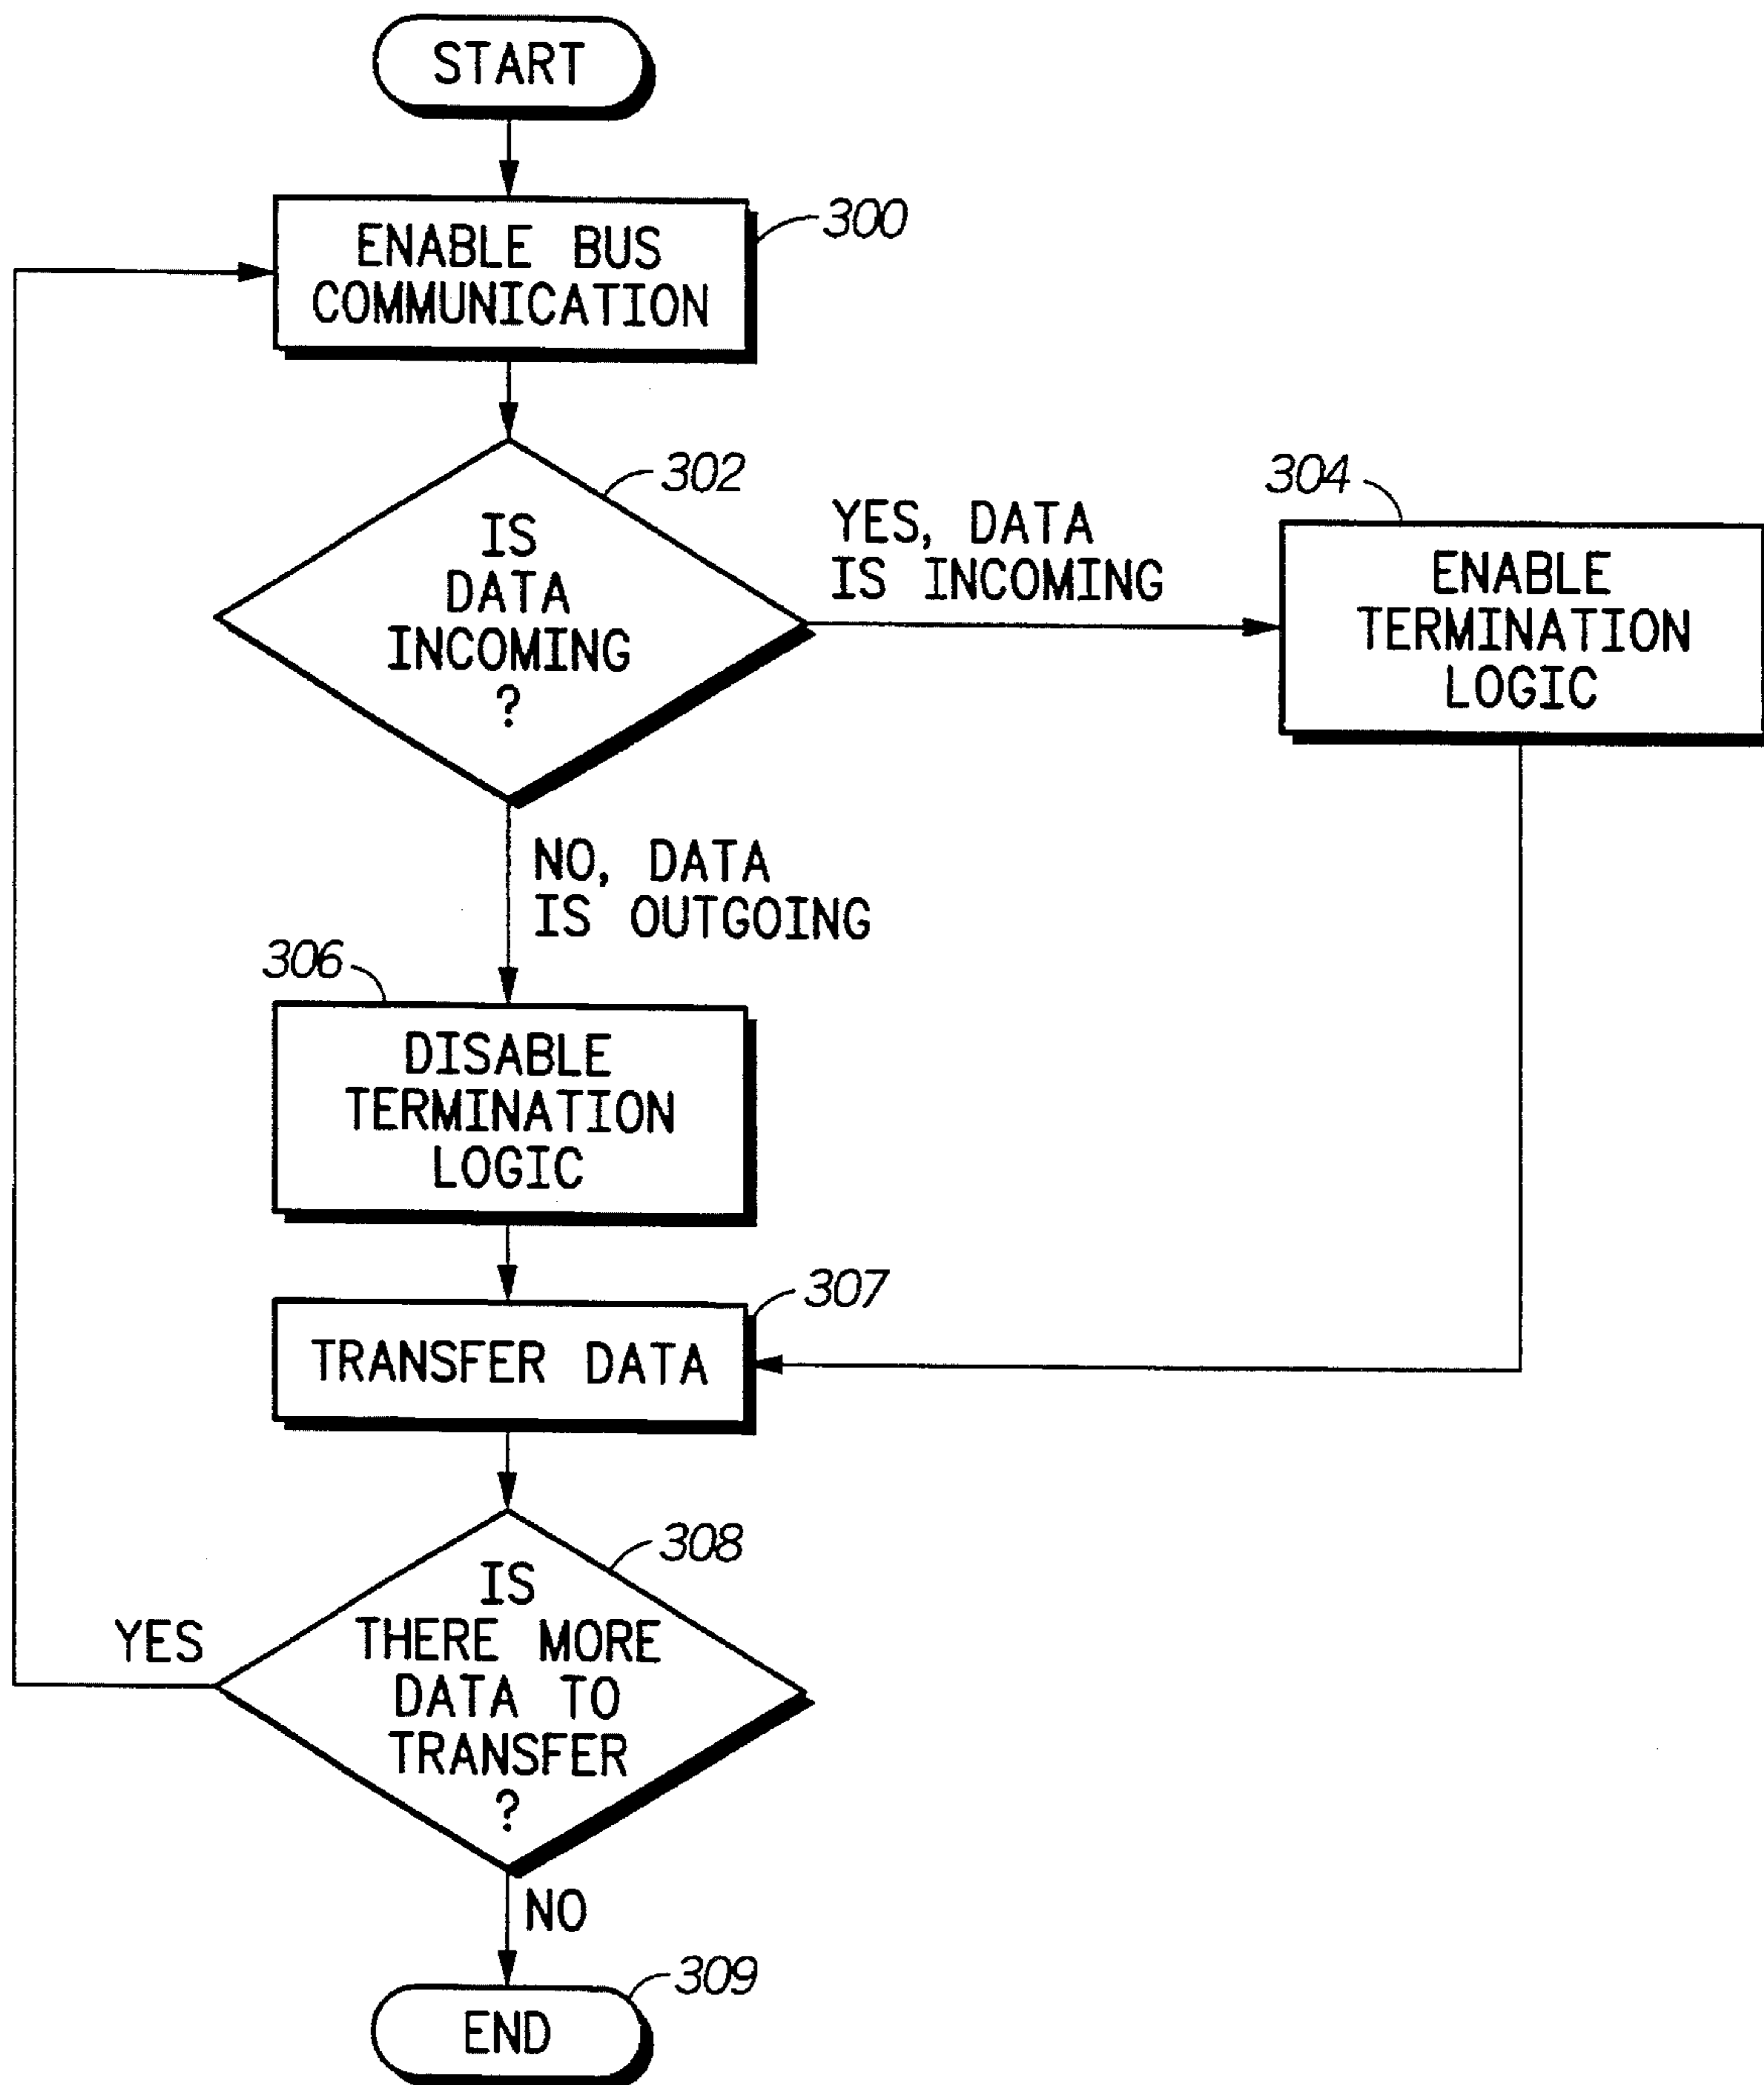 START
ENABLE BUS
COMMUNICATION
300
IS
DATA
INCOMING
?
302
YES, DATA
IS INCOMING
304
ENABLE
TERMINATION
LOGIC
NO, DATA
IS OUTGOING
306
DISABLE
TERMINATION
LOGIC
307
TRANSFER DATA
308
IS
THERE MORE
DATA TO
TRANSFER
?
YES
NO
309
END